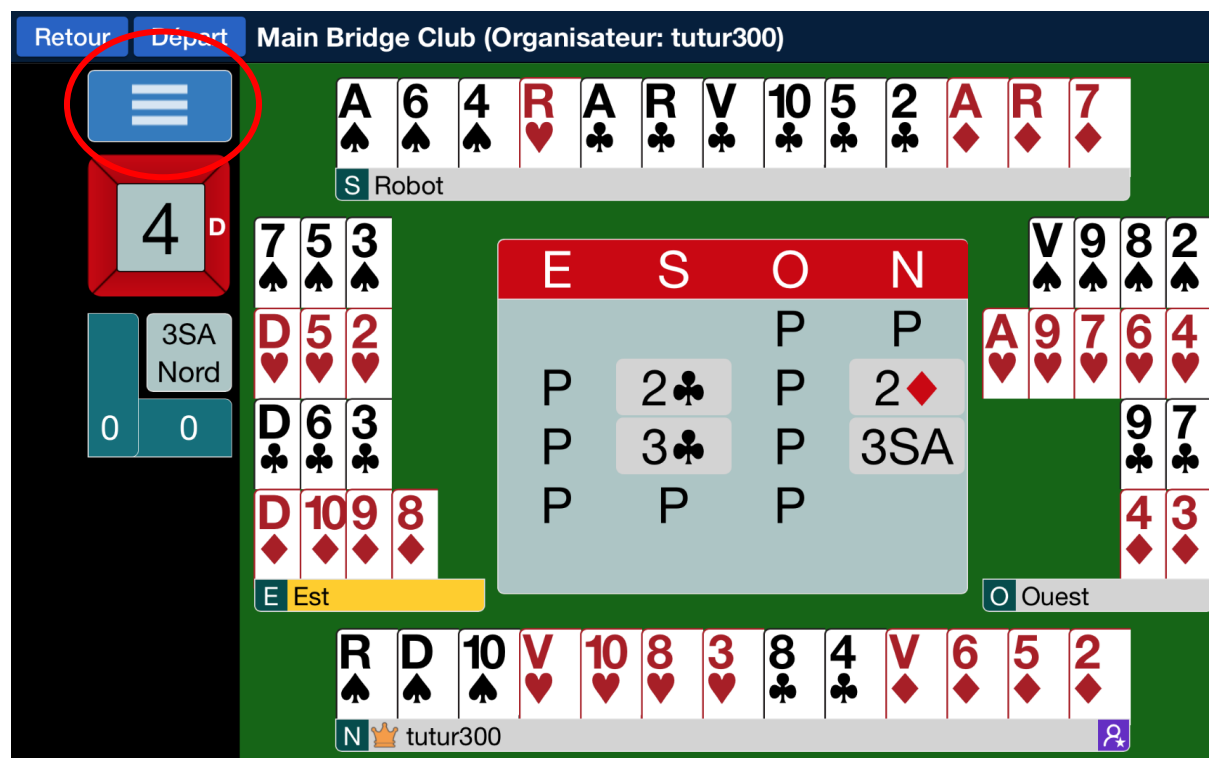 Retour Départ Main Bridge Club (Organisateur: tutur300)
A 6 4 R A R V 10 5 2 A R 7
♠ ♠ ♠ ♥ ♣ ♣ ♣ ♣ ♣ ♣ ♦ ♦ ♦
S Robot
4 D
3SA
Nord
0 0
7 5 3
♠ ♠ ♠
D 5 2
♥ ♥ ♥
D 6 3
♣ ♣ ♣
D 10 9 8
♦ ♦ ♦ ♦
E Est
E S O N
P P
P 2♣ P 2♦
P 3♣ P 3SA
P P P
V 9 8 2
♠ ♠ ♠ ♠
A 9 7 6 4
♥ ♥ ♥ ♥ ♥
9 7
♣ ♣
4 3
♦ ♦
O Ouest
R D 10 V 10 8 3 8 4 V 6 5 2
♠ ♠ ♠ ♥ ♥ ♥ ♥ ♣ ♣ ♦ ♦ ♦ ♦
N tutur300